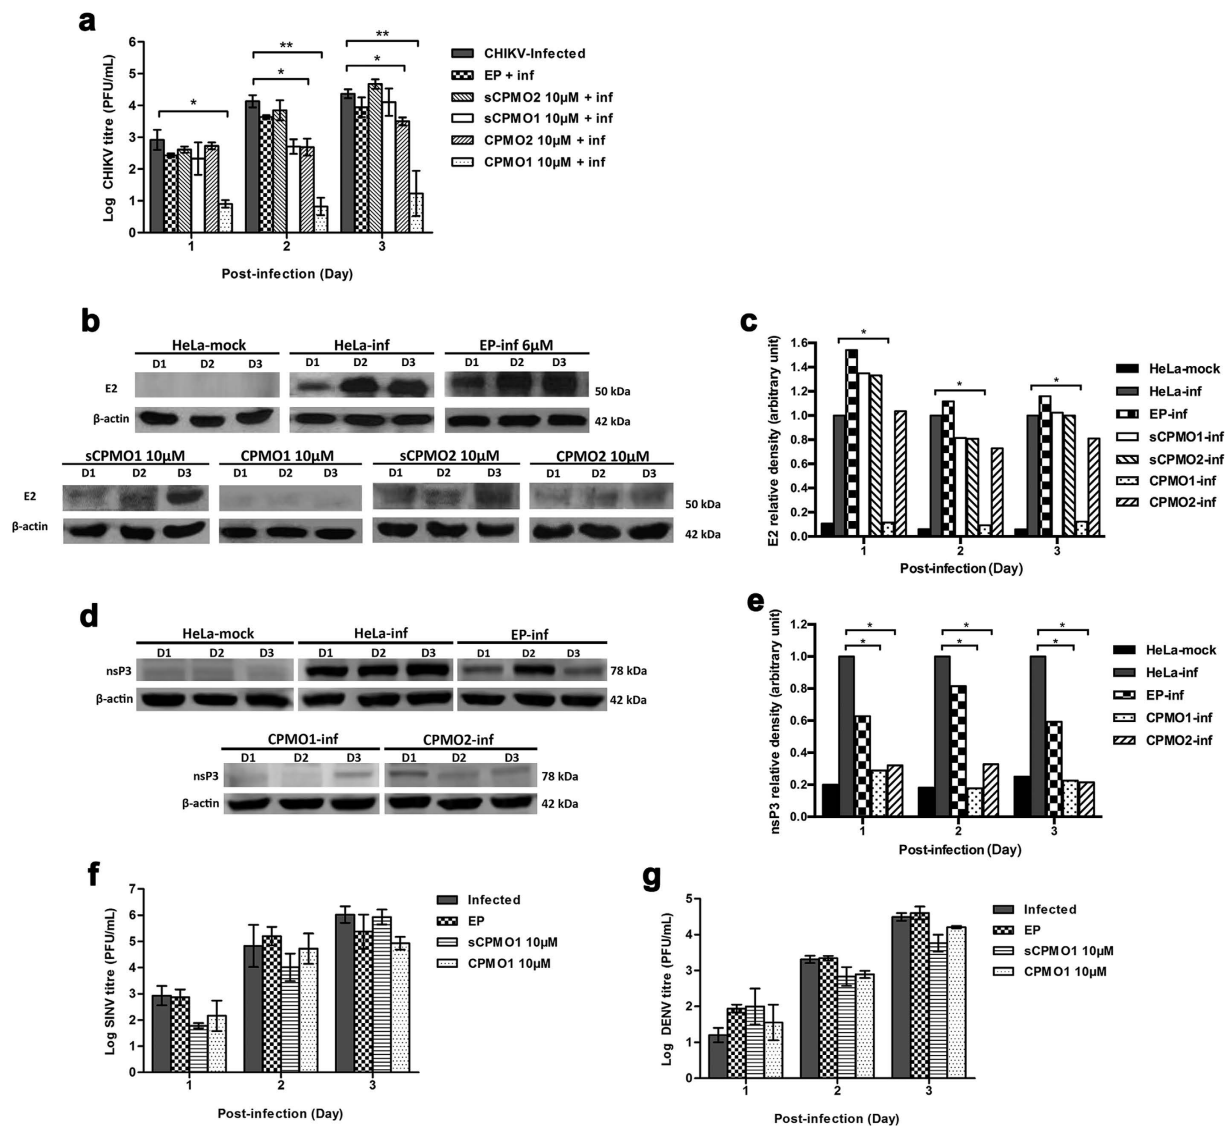 a
Log CHIKV titre (PFU/mL)
6
5
4
3
2
1
0
* * ** * **
1 2 3
Post-infection (Day)
CHIKV-Infected
EP + inf
sCPMO2 10µM + inf
sCPMO1 10µM + inf
CPMO2 10µM + inf
CPMO1 10µM + inf
b
HeLa-mock HeLa-inf EP-inf 6µM
D1 D2 D3 D1 D2 D3 D1 D2 D3
E2 50 kDa
β-actin 42 kDa
sCPMO1 10µM CPMO1 10µM sCPMO2 10µM CPMO2 10µM
D1 D2 D3 D1 D2 D3 D1 D2 D3 D1 D2 D3
E2 50 kDa
β-actin 42 kDa
c
E2 relative density (arbitrary unit)
1.6
1.4
1.2
1.0
0.8
0.6
0.4
0.2
0.0
* * *
1 2 3
Post-infection (Day)
HeLa-mock
HeLa-inf
EP-inf
sCPMO1-inf
sCPMO2-inf
CPMO1-inf
CPMO2-inf
d
HeLa-mock HeLa-inf EP-inf
D1 D2 D3 D1 D2 D3 D1 D2 D3
nsP3 78 kDa
β-actin 42 kDa
CPMO1-inf CPMO2-inf
D1 D2 D3 D1 D2 D3
nsP3 78 kDa
β-actin 42 kDa
e
nsP3 relative density (arbitrary unit)
1.2
1.0
0.8
0.6
0.4
0.2
0.0
* * *
* * *
1 2 3
Post-infection (Day)
HeLa-mock
HeLa-inf
EP-inf
CPMO1-inf
CPMO2-inf
f
Log SINV titre (PFU/mL)
7
6
5
4
3
2
1
0
1 2 3
Post-infection (Day)
Infected
EP
sCPMO1 10µM
CPMO1 10µM
g
Log DENV titre (PFU/mL)
5
4
3
2
1
0
1 2 3
Post-infection (Day)
Infected
EP
sCPMO1 10µM
CPMO1 10µM